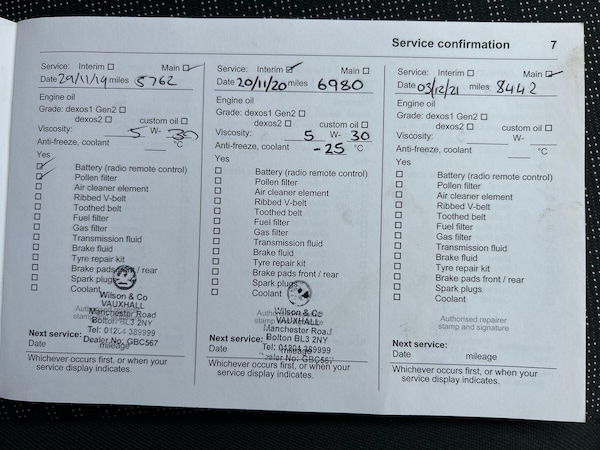 Service confirmation 7
Service: Interim Main
Date 29/11/19 miles 5762
Engine oil
Grade: dexos1 Gen2
dexos2 custom oil
Viscosity: 5 W- 30
Anti-freeze, coolant °C
Yes
Battery (radio remote control)
Pollen filter
Air cleaner element
Ribbed V-belt
Toothed belt
Fuel filter
Gas filter
Transmission fluid
Brake fluid
Tyre repair kit
Brake pads front / rear
Spark plugs
Coolant
Wilson & Co
VAUXHALL
Manchester Road
Bolton BL3 2NY
Tel: 01204 389999
Dealer No: GBC567
Next service:
Date mileage
Whichever occurs first, or when your
service display indicates.
Service: Interim Main
Date 20/11/20 miles 6980
Engine oil
Grade: dexos1 Gen2
dexos2 custom oil
Viscosity: 5 W- 30
Anti-freeze, coolant -25 °C
Yes
Battery (radio remote control)
Pollen filter
Air cleaner element
Ribbed V-belt
Toothed belt
Fuel filter
Gas filter
Transmission fluid
Brake fluid
Tyre repair kit
Brake pads front / rear
Spark plugs
Coolant
Wilson & Co
VAUXHALL
Manchester Road
Bolton BL3 2NY
Tel: 01204 389999
Dealer No: GBC567
Next service:
Date mileage
Whichever occurs first, or when your
service display indicates.
Service: Interim Main
Date 03/12/21 miles 8442
Engine oil
Grade: dexos1 Gen2
dexos2 custom oil
Viscosity: W-
Anti-freeze, coolant °C
Yes
Battery (radio remote control)
Pollen filter
Air cleaner element
Ribbed V-belt
Toothed belt
Fuel filter
Gas filter
Transmission fluid
Brake fluid
Tyre repair kit
Brake pads front / rear
Spark plugs
Coolant
Authorised repairer
stamp and signature
Next service:
Date mileage
Whichever occurs first, or when your
service display indicates.